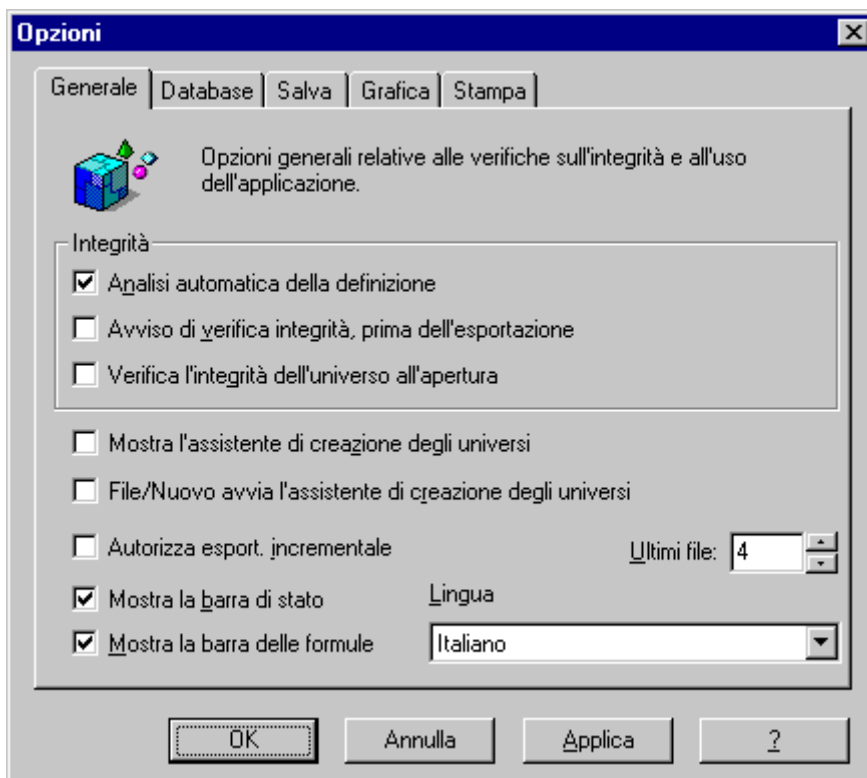 Opzioni
Generale Database Salva Grafica Stampa
Opzioni generali relative alle verifiche sull'integrità e all'uso
dell'applicazione.
Integrità
Analisi automatica della definizione
Avviso di verifica integrità, prima dell'esportazione
Verifica l'integrità dell'universo all'apertura
Mostra l'assistente di creazione degli universi
File/Nuovo avvia l'assistente di creazione degli universi
Autorizza esport. incrementale Ultimi file: 4
Mostra la barra di stato Lingua
Mostra la barra delle formule Italiano
OK Annulla Applica ?